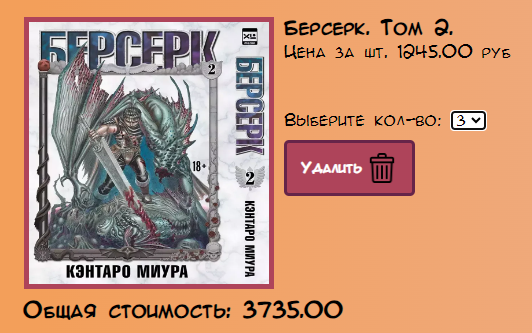 БЕРСЕРК
2
18+
КЭНТАРО МИУРА
XL
БЕРСЕРК
2
КЭНТАРО МИУРА
Берсерк. Том 2.
Цена за шт. 1245.00 руб
Выберите кол-во: 3
Удалить
Общая стоимость: 3735.00